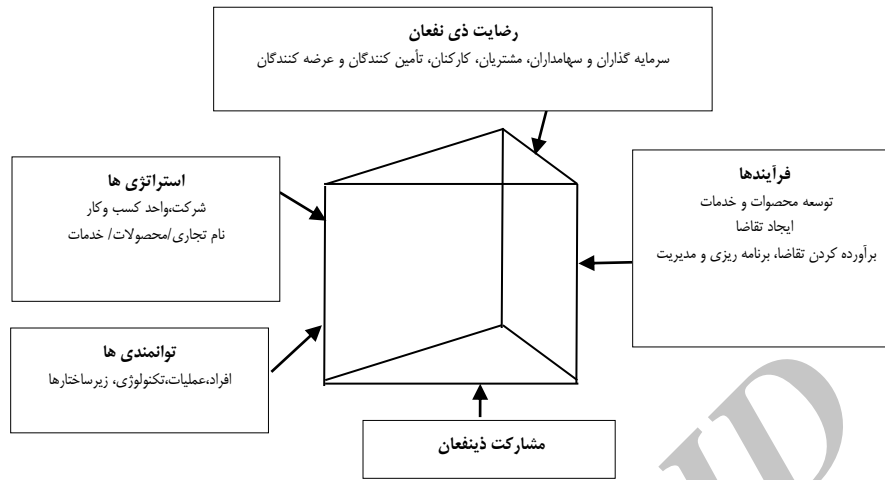 رضایت ذی نفعان
سرمایه گذاران و سهامداران، مشتریان، کارکنان، تأمین کنندگان و عرضه کنندگان
فرآیندها
توسعه محصوات و خدمات
ایجاد تقاضا
برآورده کردن تقاضا، برنامه ریزی و مدیریت
استراتژی ها
شرکت،واحد کسب وکار
نام تجاری/محصولات/ خدمات
توانمندی ها
افراد،عملیات،تکنولوژی، زیرساختارها
مشارکت ذینفعان